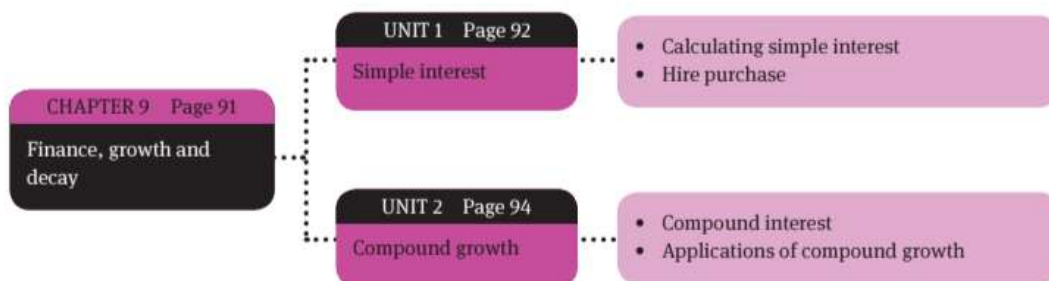 CHAPTER 9 Page 91
Finance, growth and
decay
UNIT 1 Page 92
Simple interest
• Calculating simple interest
• Hire purchase
UNIT 2 Page 94
Compound growth
• Compound interest
• Applications of compound growth